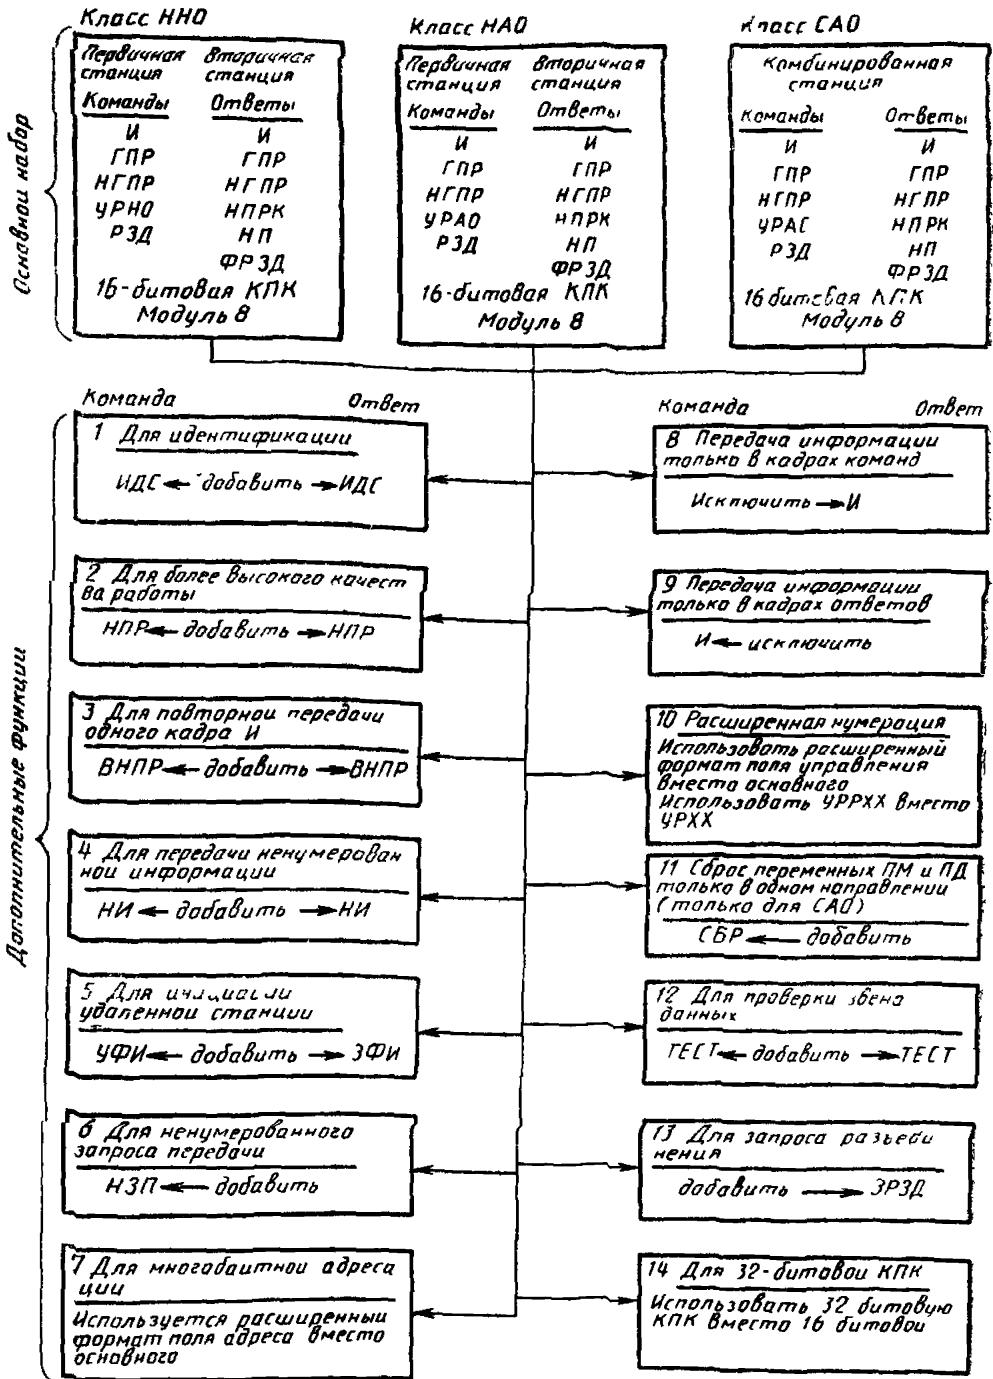 Класс ННО
Первичная станция
Вторичная станция
Команды
Ответы
И И
ГПР ГПР
НГПР НГПР
УРНО НПРК
РЗД НП
ФРЗД
16-битовая КПК
Модуль 8
Класс НАО
Первичная станция
Вторичная станция
Команды
Ответы
И И
ГПР ГПР
НГПР НГПР
УРАО НПРК
РЗД НП
ФРЗД
16-битовая КПК
Модуль 8
Класс САО
Комбинированная
станция
Команды
Ответы
И И
ГПР ГПР
НГПР НГПР
УРАС НПРК
РЗД НП
ФРЗД
16 битовая КПК
Модуль 8
Основной набор
Дополнительные функции
Команда Ответ
1 Для идентификации
ИДС добавить ИДС
2 Для более высокого качест
ва работы
НПР добавить НПР
3 Для повторной передачи
одного кадра И
ВНПР добавить ВНПР
4 Для передачи ненумерован
ной информации
НИ добавить НИ
5 Для
удаленной станции
УФИ добавить ЗФИ
6 Для ненумерованного
запроса передачи
НЗП добавить
7 Для многобайтной адреса
ции
Используется расширенный
формат поля адреса вместо
основного
Команда Ответ
8 Передача информации
только в кадрах команд
Исключить И
9 Передача информации
только в кадрах ответов
И исключить
10 Расширенная нумерация
Использовать расширенный
формат поля управления
вместо основного
Использовать УРРХХ вместо
УРХХ
11 Сброс переменных ПМ и ПД
только в одном направлении
(только для САО)
СБР добавить
12 Для проверки звена
данных
ТЕСТ добавить ТЕСТ
13 Для запроса разъеди
нения
добавить ЗРЗД
14 Для 32-битовой КПК
Использовать 32 битовую
КПК вместо 16 битовой